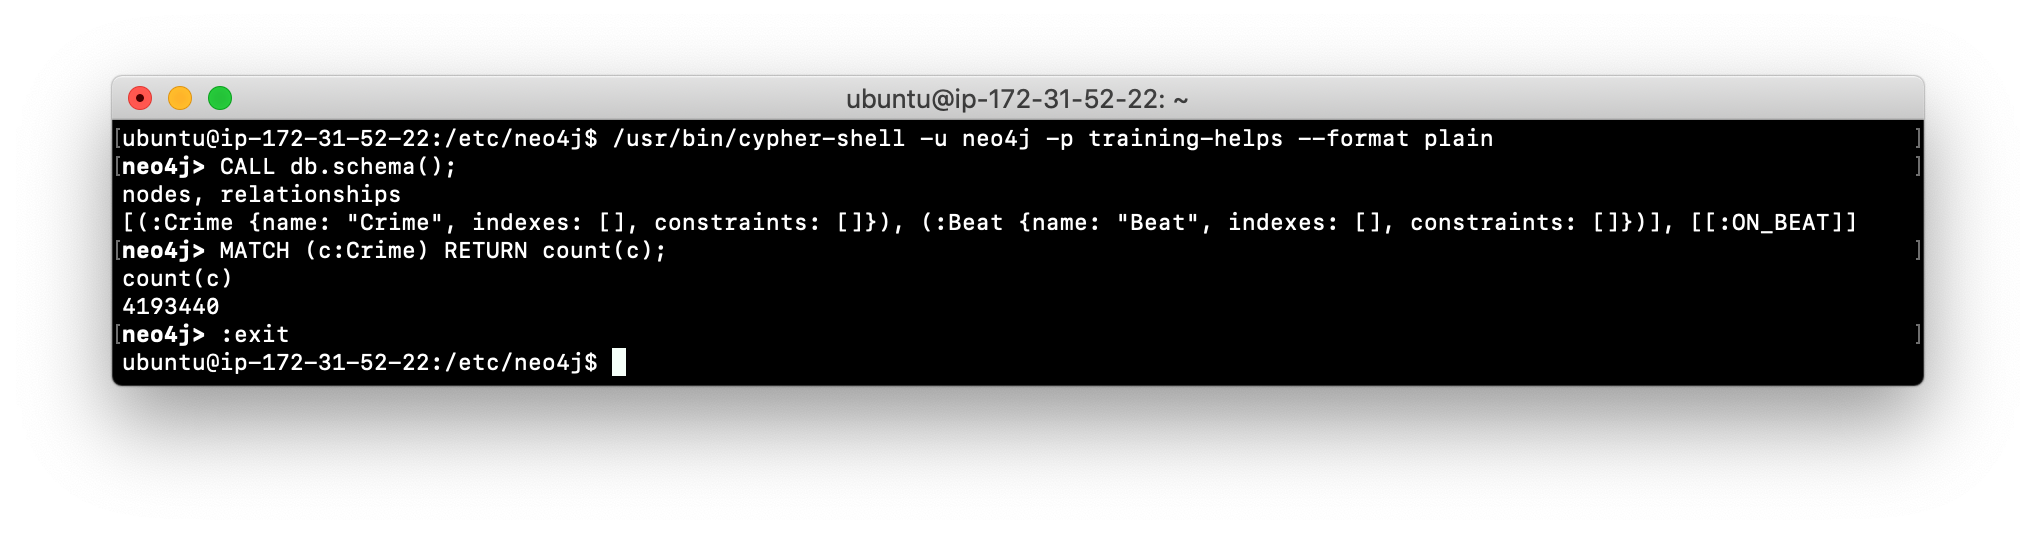 ubuntu@ip-172-31-52-22: ~
[ubuntu@ip-172-31-52-22:/etc/neo4j$ /usr/bin/cypher-shell -u neo4j -p training-helps --format plain ]
[neo4j> CALL db.schema(); ]
nodes, relationships
[(:Crime {name: "Crime", indexes: [], constraints: []}), (:Beat {name: "Beat", indexes: [], constraints: []})], [[:ON_BEAT]]
[neo4j> MATCH (c:Crime) RETURN count(c); ]
count(c)
4193440
[neo4j> :exit ]
ubuntu@ip-172-31-52-22:/etc/neo4j$